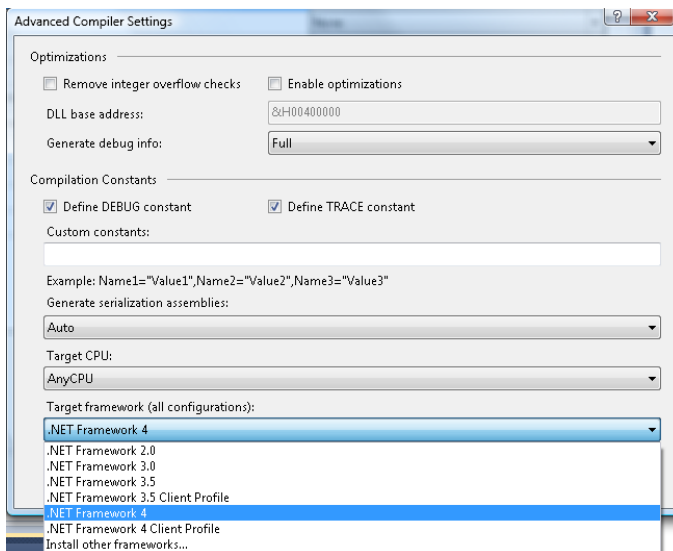 Advanced Compiler Settings
Optimizations
Remove integer overflow checks Enable optimizations
DLL base address: &H00400000
Generate debug info: Full
Compilation Constants
Define DEBUG constant Define TRACE constant
Custom constants:
Example: Name1="Value1",Name2="Value2",Name3="Value3"
Generate serialization assemblies:
Auto
Target CPU:
AnyCPU
Target framework (all configurations):
.NET Framework 4
.NET Framework 2.0
.NET Framework 3.0
.NET Framework 3.5
.NET Framework 3.5 Client Profile
.NET Framework 4
.NET Framework 4 Client Profile
Install other frameworks...